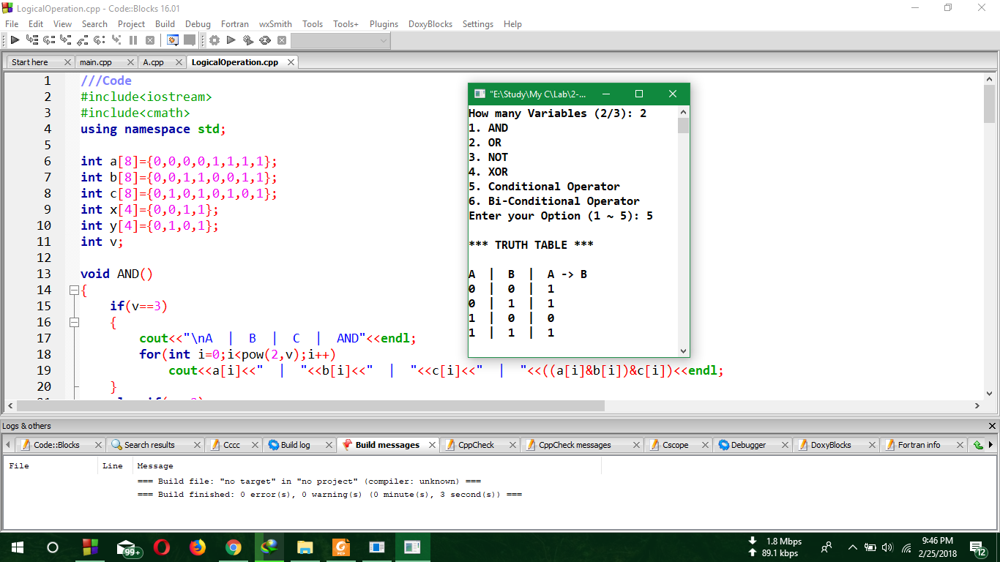 LogicalOperation.cpp - Code::Blocks 16.01
File Edit View Search Project Build Debug Fortran wxSmith Tools Tools+ Plugins DoxyBlocks Settings Help
Start here main.cpp A.cpp LogicalOperation.cpp
1 ///Code
2 #include<iostream>
3 #include<cmath>
4 using namespace std;
5
6 int a[8]={0,0,0,0,1,1,1,1};
7 int b[8]={0,0,1,1,0,0,1,1};
8 int c[8]={0,1,0,1,0,1,0,1};
9 int x[4]={0,0,1,1};
10 int y[4]={0,1,0,1};
11 int v;
12
13 void AND()
14 {
15 if(v==3)
16 {
17 cout<<"\nA | B | C | AND"<<endl;
18 for(int i=0;i<pow(2,v);i++)
19 cout<<a[i]<<" | "<<b[i]<<" | "<<c[i]<<" | "<<((a[i]&b[i])&c[i])<<endl;
20 }
"E:\Study\My C\Lab\2-...
How many Variables (2/3): 2
1. AND
2. OR
3. NOT
4. XOR
5. Conditional Operator
6. Bi-Conditional Operator
Enter your Option (1 ~ 5): 5
*** TRUTH TABLE ***
A | B | A -> B
0 | 0 | 1
0 | 1 | 1
1 | 0 | 0
1 | 1 | 1
Logs & others
Code::Blocks Search results Cccc Build log Build messages CppCheck CppCheck messages Cscope Debugger DoxyBlocks Fortran info
File Line Message
=== Build file: "no target" in "no project" (compiler: unknown) ===
=== Build finished: 0 error(s), 0 warning(s) (0 minute(s), 3 second(s)) ===
99+
PDF
1.8 Mbps
89.1 kbps
9:46 PM
2/25/2018
12